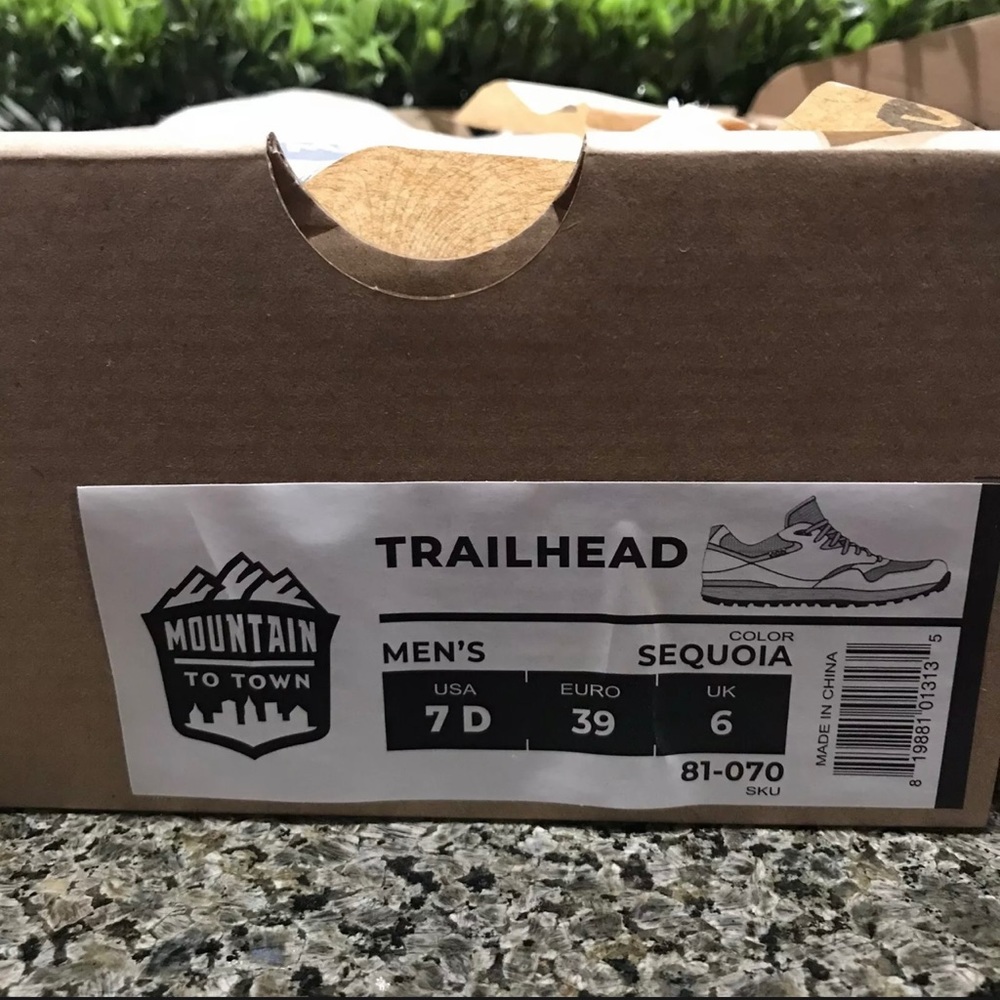 TRAILHEAD
MOUNTAIN
TO TOWN
MEN'S
COLOR
SEQUOIA
USA EURO UK
7 D 39 6
81-070
SKU
MADE IN CHINA
8 19881 01313 5